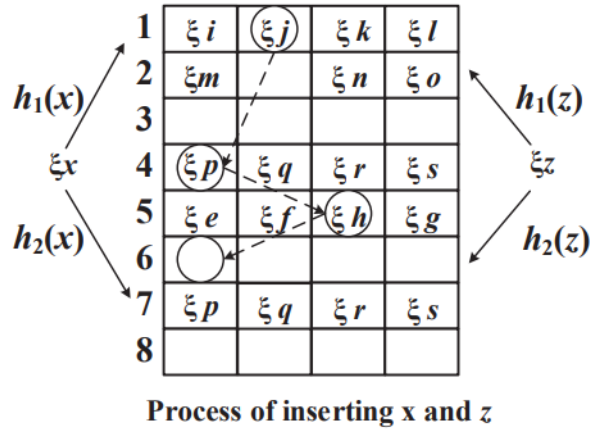 1 ξi ξj ξk ξl
2 ξm ξn ξo
h₁(x) h₁(z)
3
4 ξp ξq ξr ξs
ξx ξz
5 ξe ξf ξh ξg
h₂(x) h₂(z)
6
7 ξp ξq ξr ξs
8
Process of inserting x and z